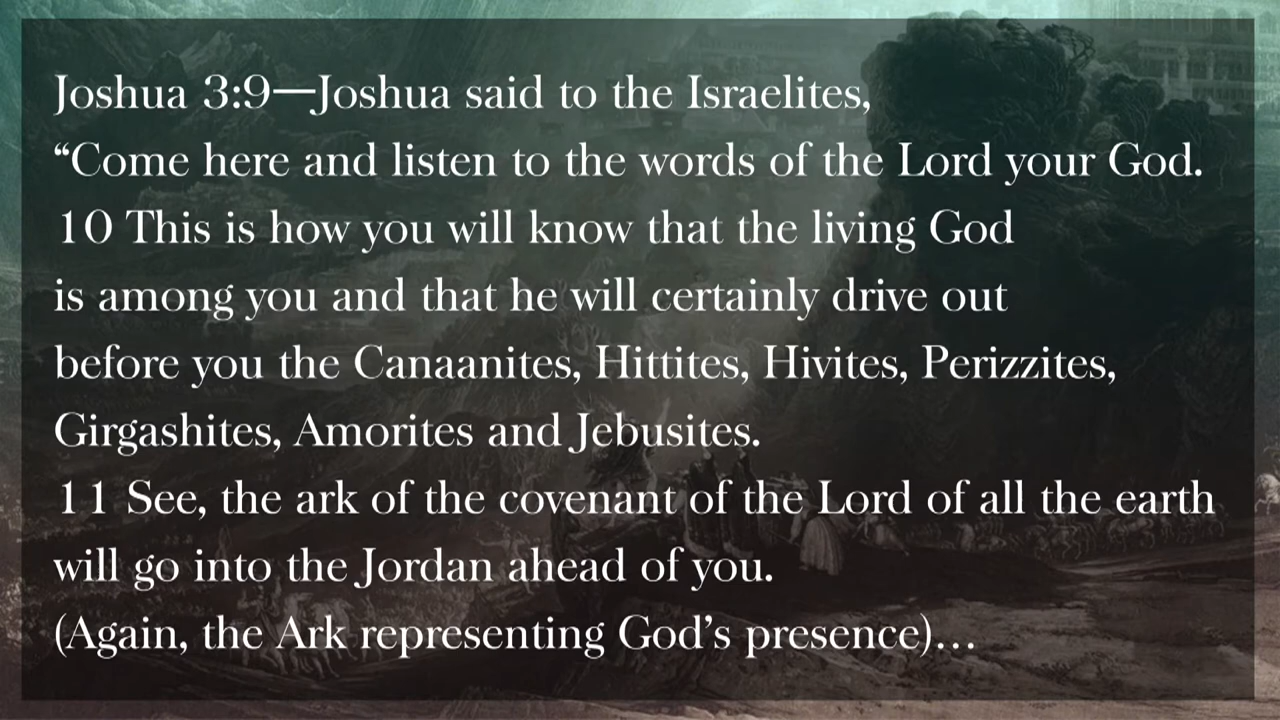 Joshua 3:9—Joshua said to the Israelites,
“Come here and listen to the words of the Lord your God.
10 This is how you will know that the living God
is among you and that he will certainly drive out
before you the Canaanites, Hittites, Hivites, Perizzites,
Girgashites, Amorites and Jebusites.
11 See, the ark of the covenant of the Lord of all the earth
will go into the Jordan ahead of you.
(Again, the Ark representing God’s presence)…